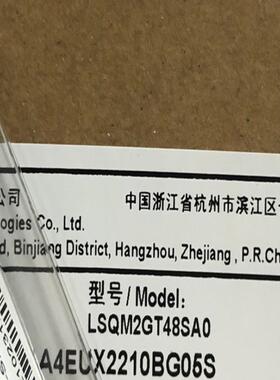 公司 中国浙江省杭州市滨江区
ogies Co., Ltd.
d, Binjiang District, Hangzhou, Zhejiang , P.R.Ch
型号/ Model:
LSQM2GT48SA0
A4EUX2210BG05S